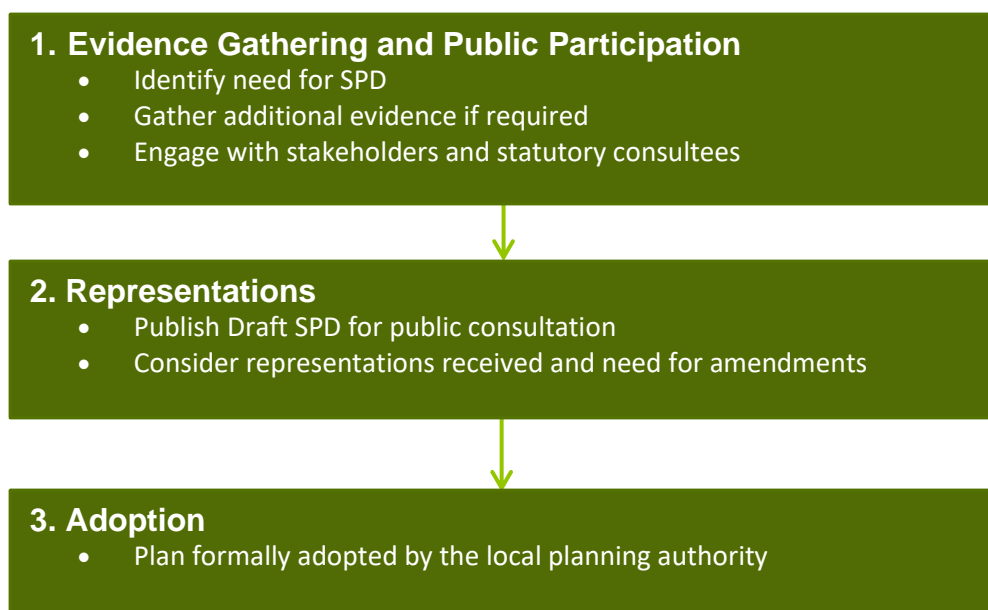 1. Evidence Gathering and Public Participation
• Identify need for SPD
• Gather additional evidence if required
• Engage with stakeholders and statutory consultees
2. Representations
• Publish Draft SPD for public consultation
• Consider representations received and need for amendments
3. Adoption
• Plan formally adopted by the local planning authority